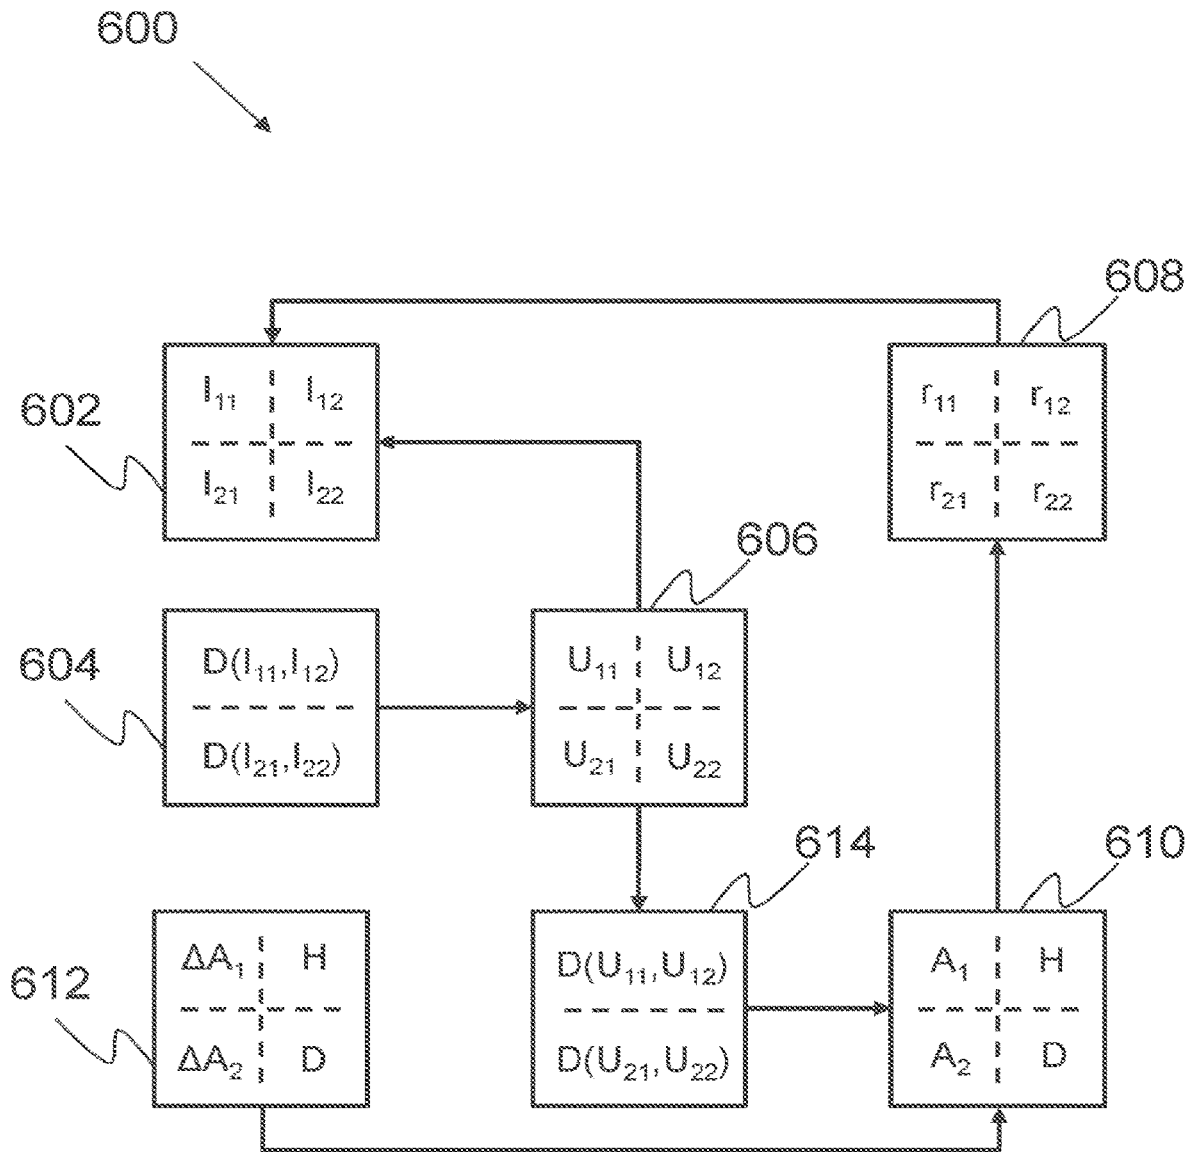 600
608
I₁₁ I₁₂
r₁₁ r₁₂
602
I₂₁ I₂₂
r₂₁ r₂₂
606
604
D(I₁₁,I₁₂)
U₁₁ U₁₂
D(I₂₁,I₂₂)
U₂₁ U₂₂
614
610
ΔA₁ H
D(U₁₁,U₁₂)
A₁ H
612
ΔA₂ D
D(U₂₁,U₂₂)
A₂ D